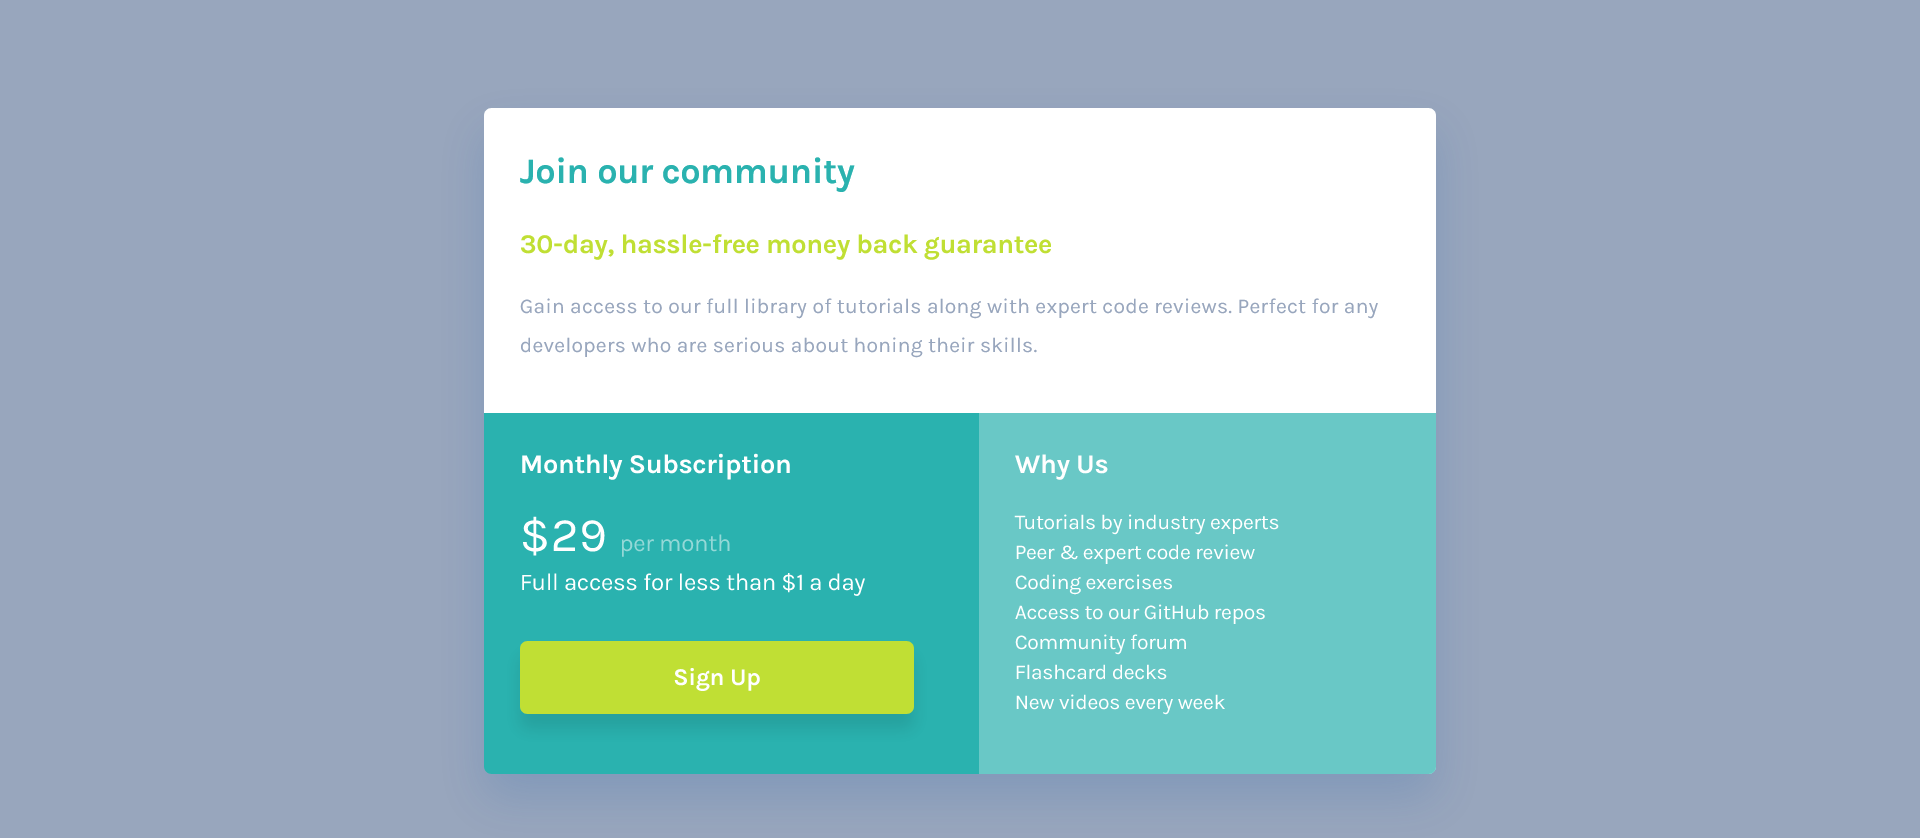 Join our community
30-day, hassle-free money back guarantee
Gain access to our full library of tutorials along with expert code reviews. Perfect for any
developers who are serious about honing their skills.
Monthly Subscription
$29 per month
Full access for less than $1 a day
Sign Up
Why Us
Tutorials by industry experts
Peer & expert code review
Coding exercises
Access to our GitHub repos
Community forum
Flashcard decks
New videos every week